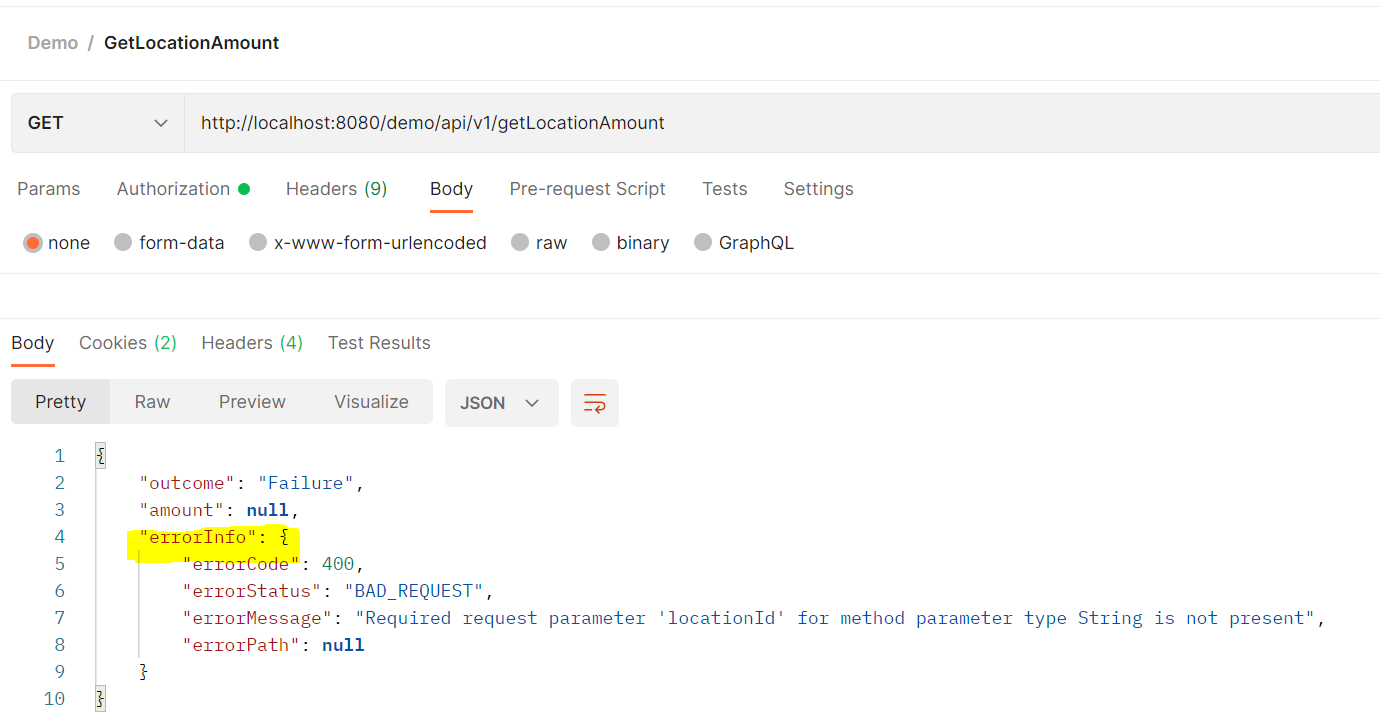 Demo / GetLocationAmount
GET http://localhost:8080/demo/api/v1/getLocationAmount
Params Authorization Headers (9) Body Pre-request Script Tests Settings
none form-data x-www-form-urlencoded raw binary GraphQL
Body Cookies (2) Headers (4) Test Results
Pretty Raw Preview Visualize JSON
1 {
2 "outcome": "Failure",
3 "amount": null,
4 "errorInfo": {
5 "errorCode": 400,
6 "errorStatus": "BAD_REQUEST",
7 "errorMessage": "Required request parameter 'locationId' for method parameter type String is not present",
8 "errorPath": null
9 }
10 }